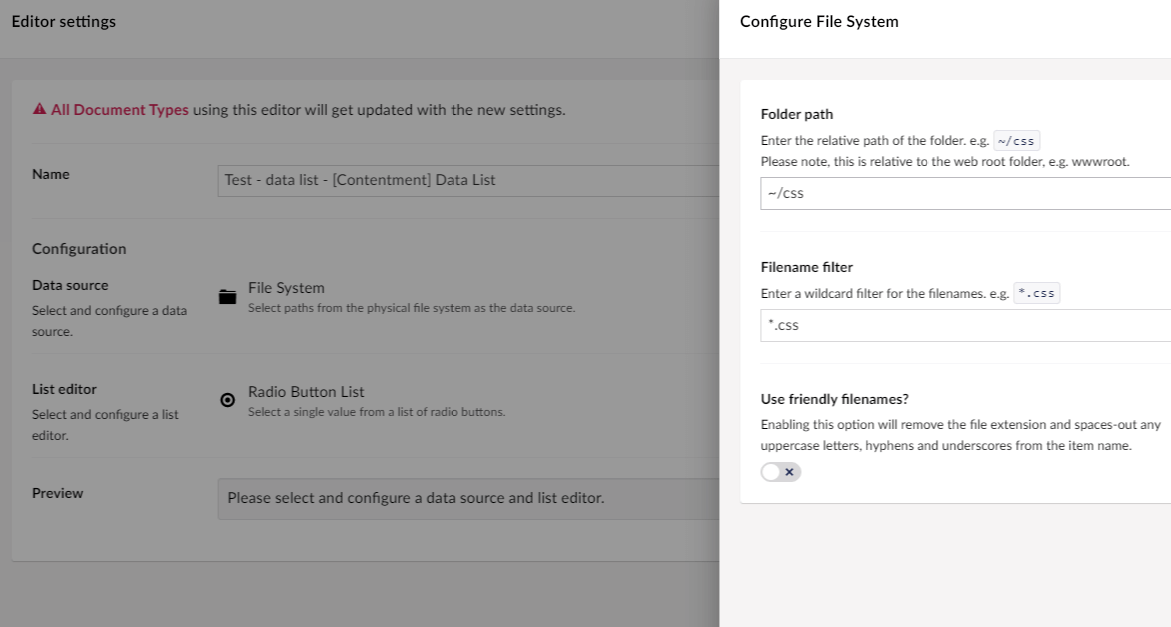 Editor settings
All Document Types using this editor will get updated with the new settings.
Name
Test - data list - [Contentment] Data List
Configuration
Data source
Select and configure a data
source.
File System
Select paths from the physical file system as the data source.
List editor
Select and configure a list
editor.
Radio Button List
Select a single value from a list of radio buttons.
Preview
Please select and configure a data source and list editor.
Configure File System
Folder path
Enter the relative path of the folder. e.g. ~/css
Please note, this is relative to the web root folder, e.g. wwwroot.
~/css
Filename filter
Enter a wildcard filter for the filenames. e.g. *.css
*.css
Use friendly filenames?
Enabling this option will remove the file extension and spaces-out any
uppercase letters, hyphens and underscores from the item name.